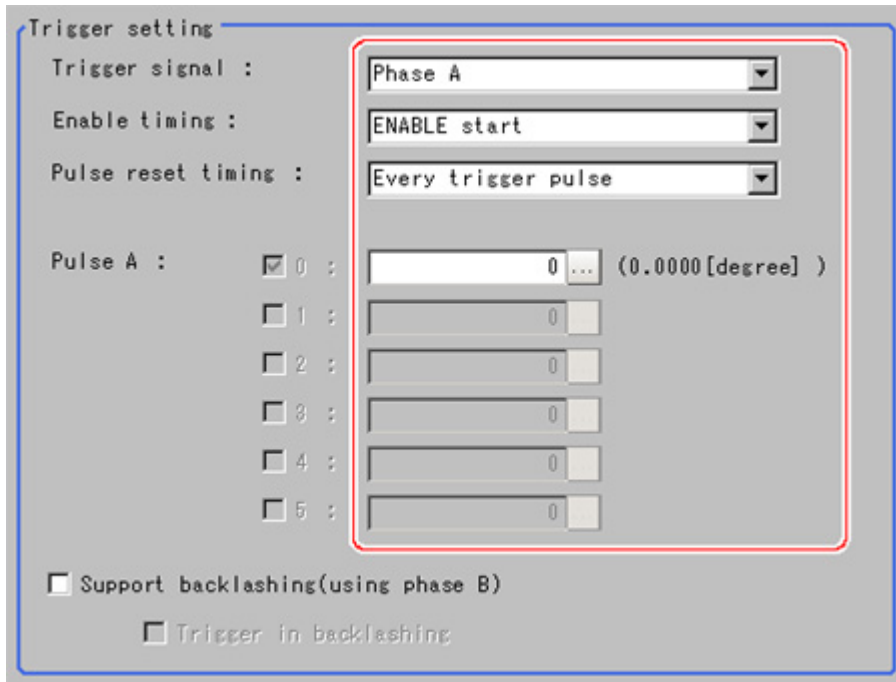 Trigger setting
Trigger signal : Phase A
Enable timing : ENABLE start
Pulse reset timing : Every trigger pulse
Pulse A : 0 : 0 ... (0.0000[degree] )
1 : 0 ...
2 : 0 ...
3 : 0 ...
4 : 0 ...
5 : 0 ...
Support backlashing(using phase B)
Trigger in backlashing